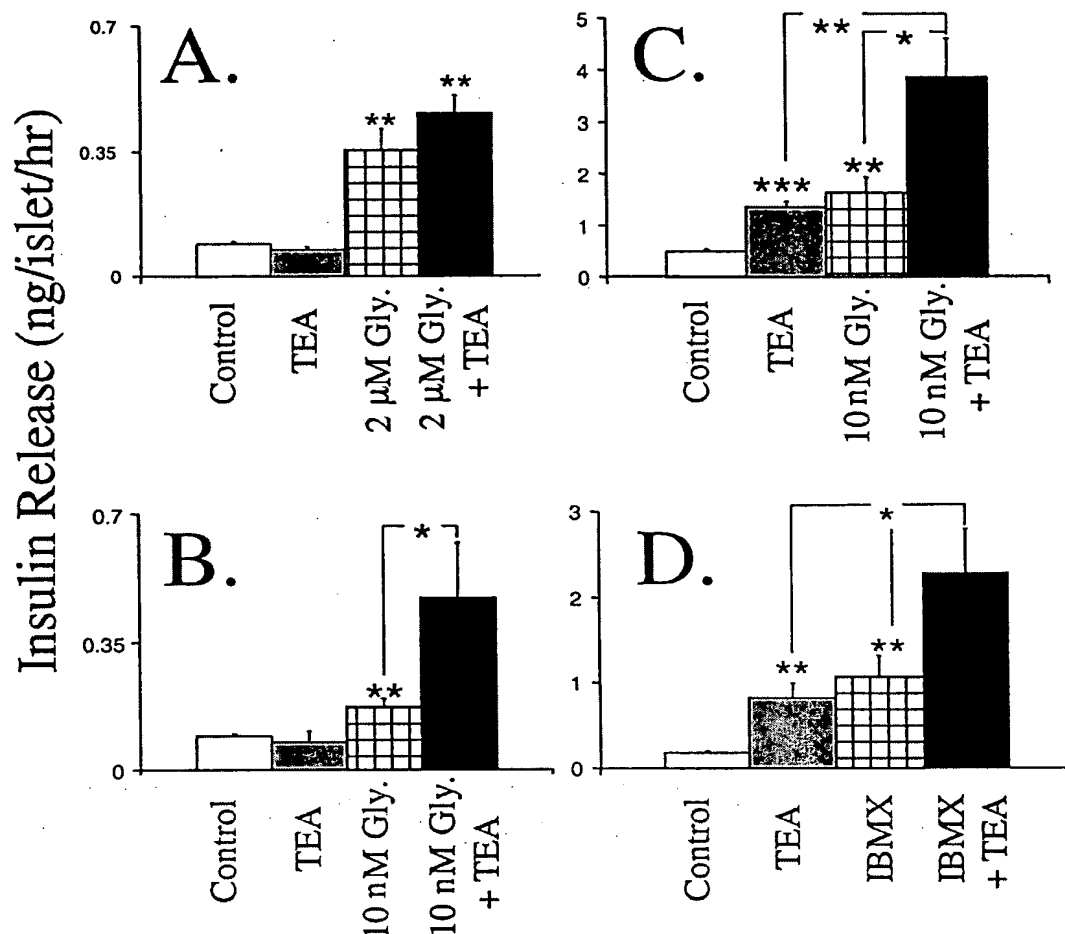 Insulin Release (ng/islet/hr)
A.
0.7
0.35
0
**
**
Control
TEA
2 µM Gly.
2 µM Gly.
+ TEA
C.
5
4
3
2
1
0
**
*
***
**
Control
TEA
10 nM Gly.
10 nM Gly.
+ TEA
B.
0.7
0.35
0
*
**
Control
TEA
10 nM Gly.
10 nM Gly.
+ TEA
D.
3
2
1
0
*
**
**
Control
TEA
IBMX
IBMX
+ TEA